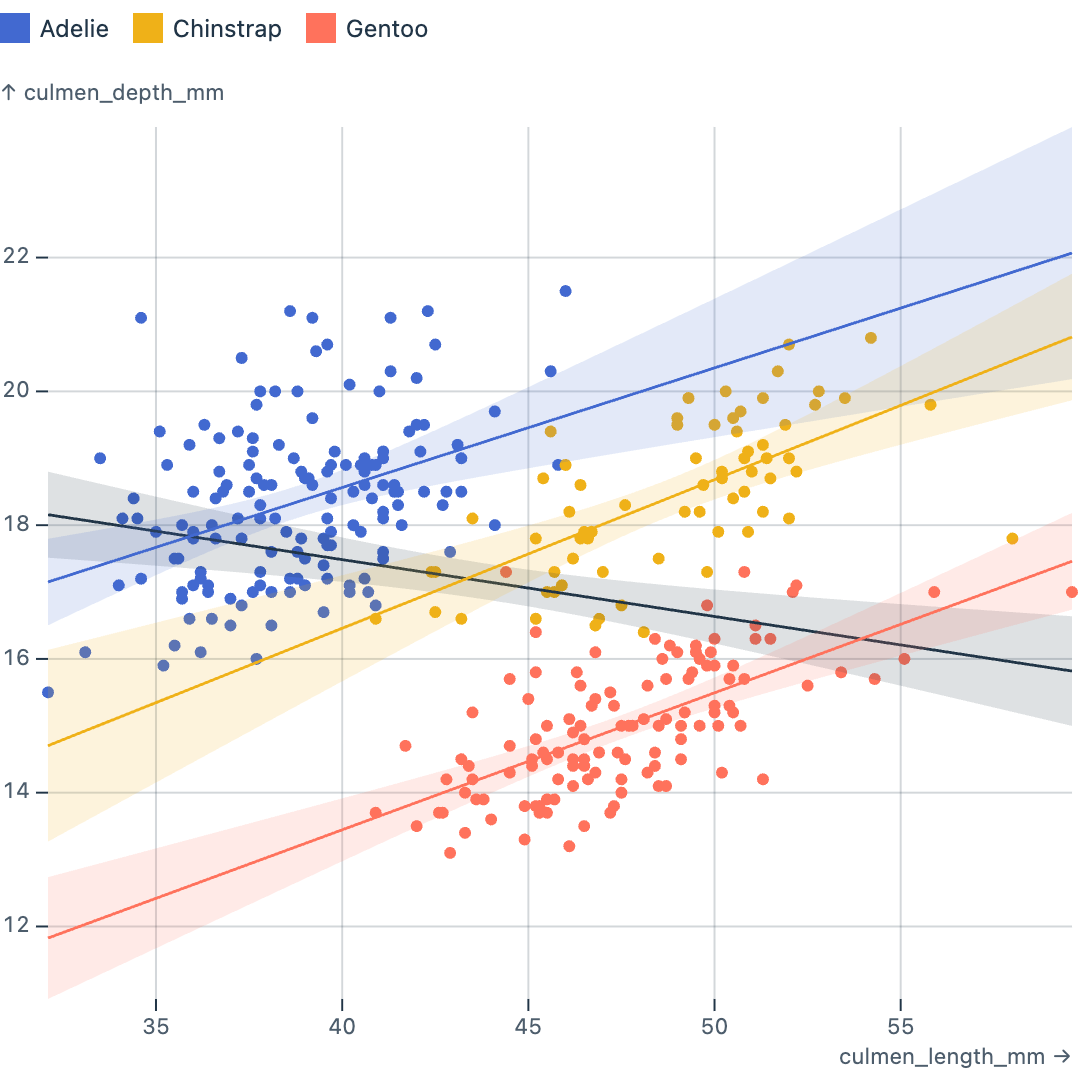 Adelie Chinstrap Gentoo
↑ culmen_depth_mm
22
20
18
16
14
12
35 40 45 50 55
culmen_length_mm →